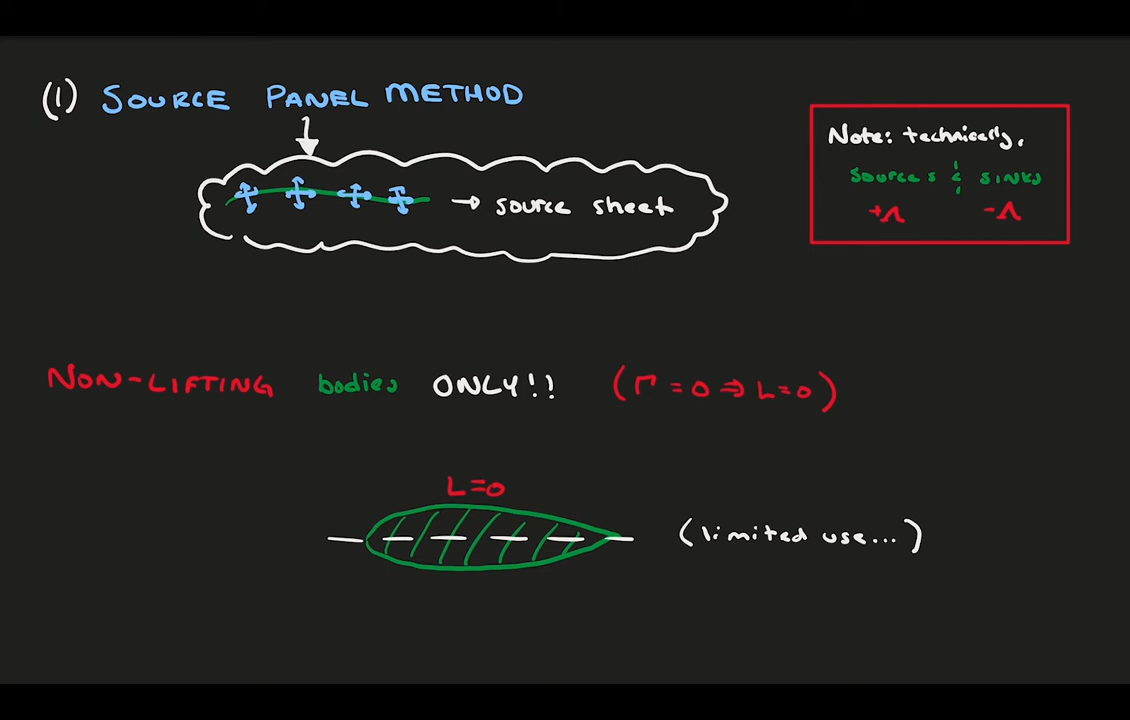 (1) SOURCE PANEL METHOD
→ source sheet
Note: technically,
sources & sinks
+Λ -Λ
NON-LIFTING bodies ONLY!! (Γ = 0 ⇒ L = 0)
L = 0
(limited use...)